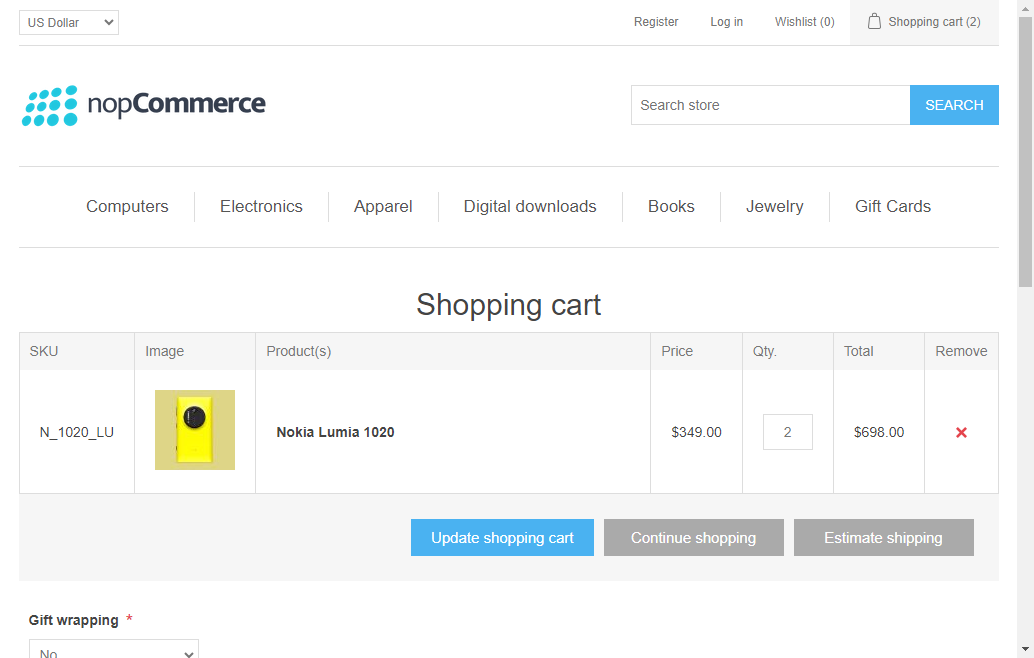 US Dollar
Register
Log in
Wishlist (0)
Shopping cart (2)
nopCommerce
Search store
SEARCH
Computers
Electronics
Apparel
Digital downloads
Books
Jewelry
Gift Cards
Shopping cart
SKU Image Product(s) Price Qty. Total Remove
N_1020_LU Nokia Lumia 1020 $349.00 2 $698.00
Update shopping cart
Continue shopping
Estimate shipping
Gift wrapping *
No